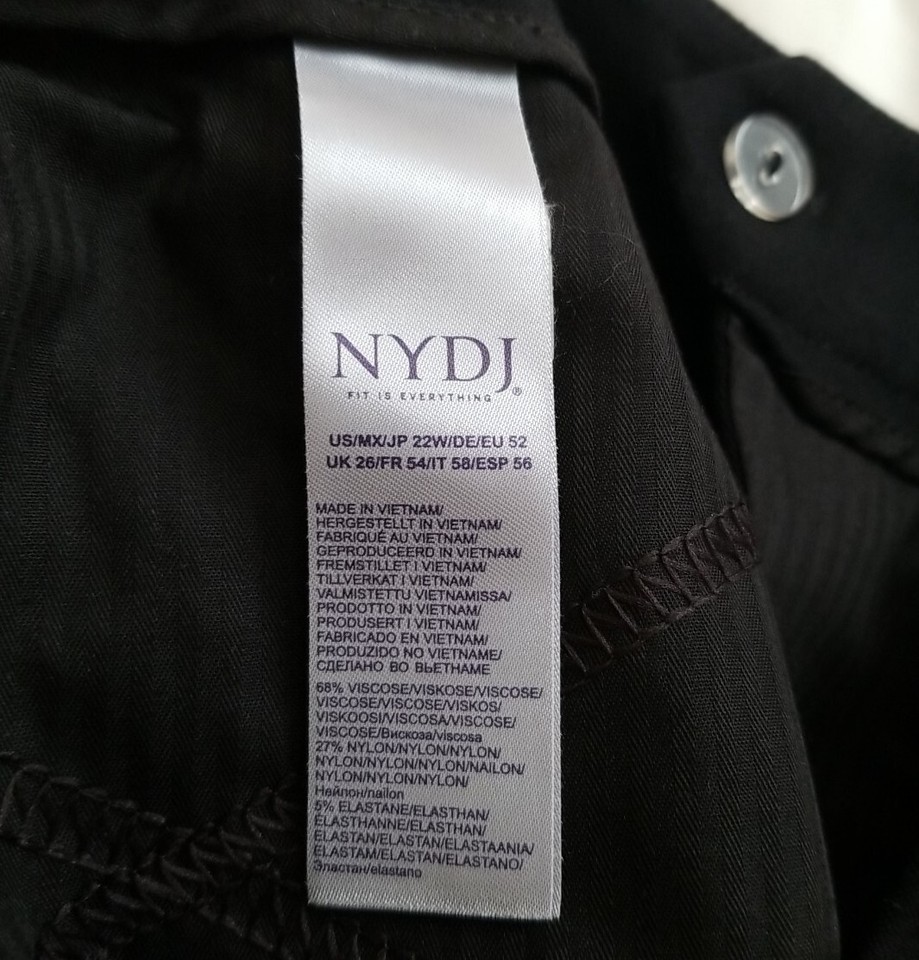 NYDJ®
FIT IS EVERYTHING
US/MX/JP 22W/DE/EU 52
UK 26/FR 54/IT 58/ESP 56
MADE IN VIETNAM/
HERGESTELLT IN VIETNAM/
FABRIQUÉ AU VIETNAM/
GEPRODUCEERD IN VIETNAM/
FREMSTILLET I VIETNAM/
TILLVERKAT I VIETNAM/
VALMISTETTU VIETNAMISSA/
PRODOTTO IN VIETNAM/
PRODUSERT I VIETNAM/
FABRICADO EN VIETNAM/
PRODUZIDO NO VIETNAME/
СДЕЛАНО ВО ВЬЕТНАМЕ
68% VISCOSE/VISKOSE/VISCOSE/
VISCOSE/VISCOSE/VISKOS/
VISKOOSI/VISCOSA/VISCOSE/
VISCOSE/Вискоза/viscosa
27% NYLON/NYLON/NYLON/
NYLON/NYLON/NYLON/NAILON/
NYLON/NYLON/NYLON/
Нейлон/nailon
5% ELASTANE/ELASTHAN/
ÉLASTHANNE/ELASTHAN/
ELASTAN/ELASTAN/ELASTAANIA/
ELASTAM/ELASTAN/ELASTANO/
Эластан/elastano